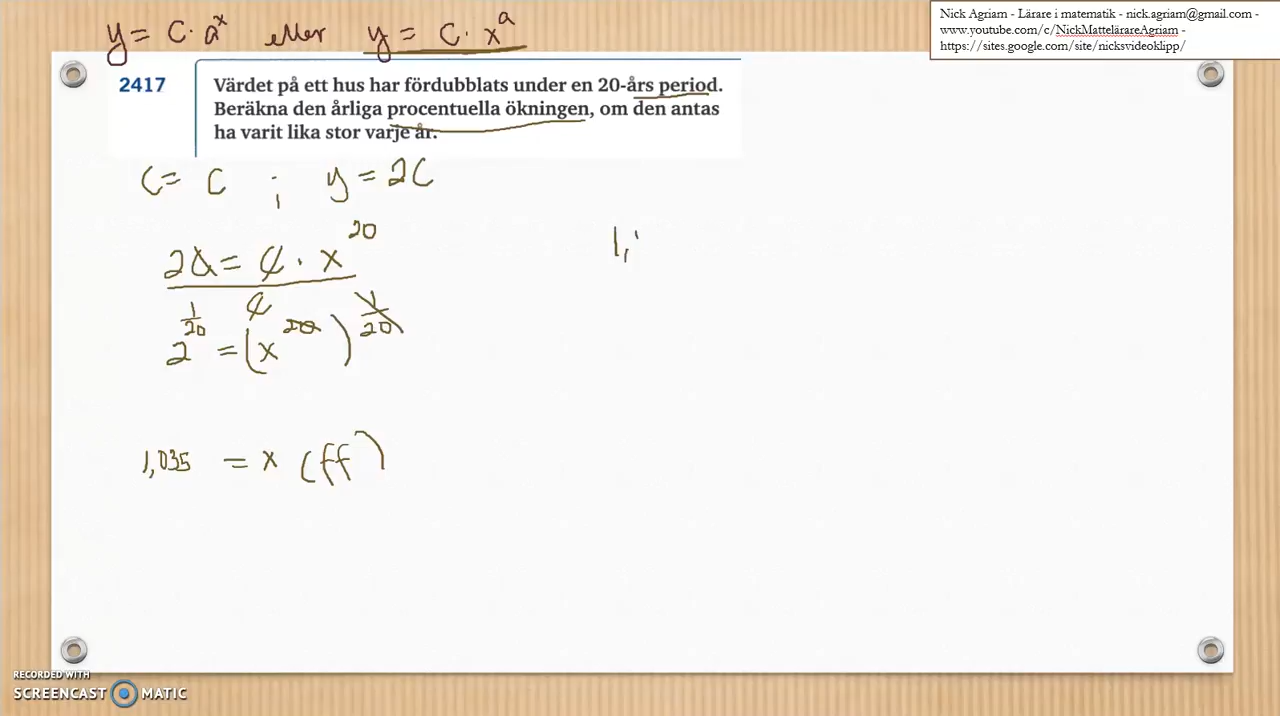 y = C · a^x eller y = C · x^a
Nick Agriam - Lärare i matematik - nick.agriam@gmail.com -
www.youtube.com/c/NickMattelärareAgriam -
https://sites.google.com/site/nicksvideoklipp/
2417 Värdet på ett hus har fördubblats under en 20-års period.
Beräkna den årliga procentuella ökningen, om den antas
ha varit lika stor varje år.
C = C ; y = 2C
2C = C · x^20
C
2^1/20 = (x^20)^1/20
1,035 = x (ff)
1,
RECORDED WITH
SCREENCAST MATIC